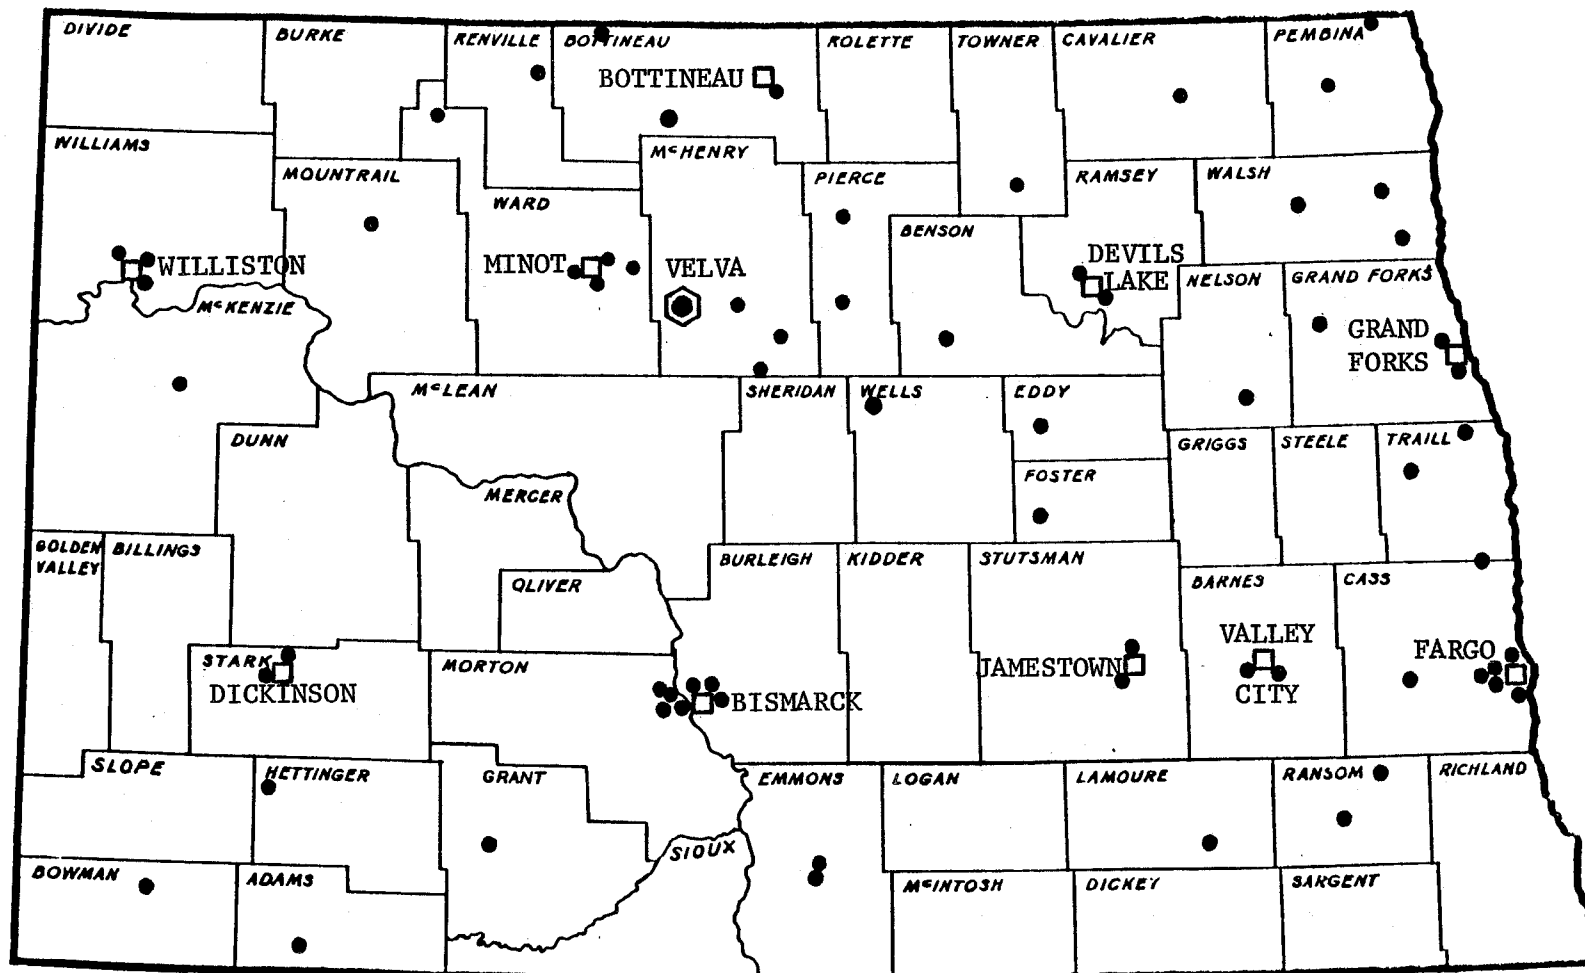 DIVIDE
BURKE
RENVILLE
BOTTINEAU
ROLETTE
TOWNER
CAVALIER
PEMBINA
BOTTINEAU
WILLIAMS
MOUNTRAIL
WARD
McHENRY
PIERCE
RAMSEY
WALSH
BENSON
WILLISTON
MINOT
VELVA
DEVILS
LAKE
NELSON
GRAND FORKS
McKENZIE
GRAND
FORKS
McLEAN
SHERIDAN
WELLS
EDDY
DUNN
GRIGGS
STEELE
TRAILL
MERCER
FOSTER
GOLDEN
VALLEY
BILLINGS
OLIVER
BURLEIGH
KIDDER
STUTSMAN
BARNES
CASS
STARK
DICKINSON
MORTON
BISMARCK
JAMESTOWN
VALLEY
CITY
FARGO
SLOPE
HETTINGER
GRANT
EMMONS
LOGAN
LAMOURE
RANSOM
RICHLAND
BOWMAN
ADAMS
SIOUX
McINTOSH
DICKEY
SARGENT